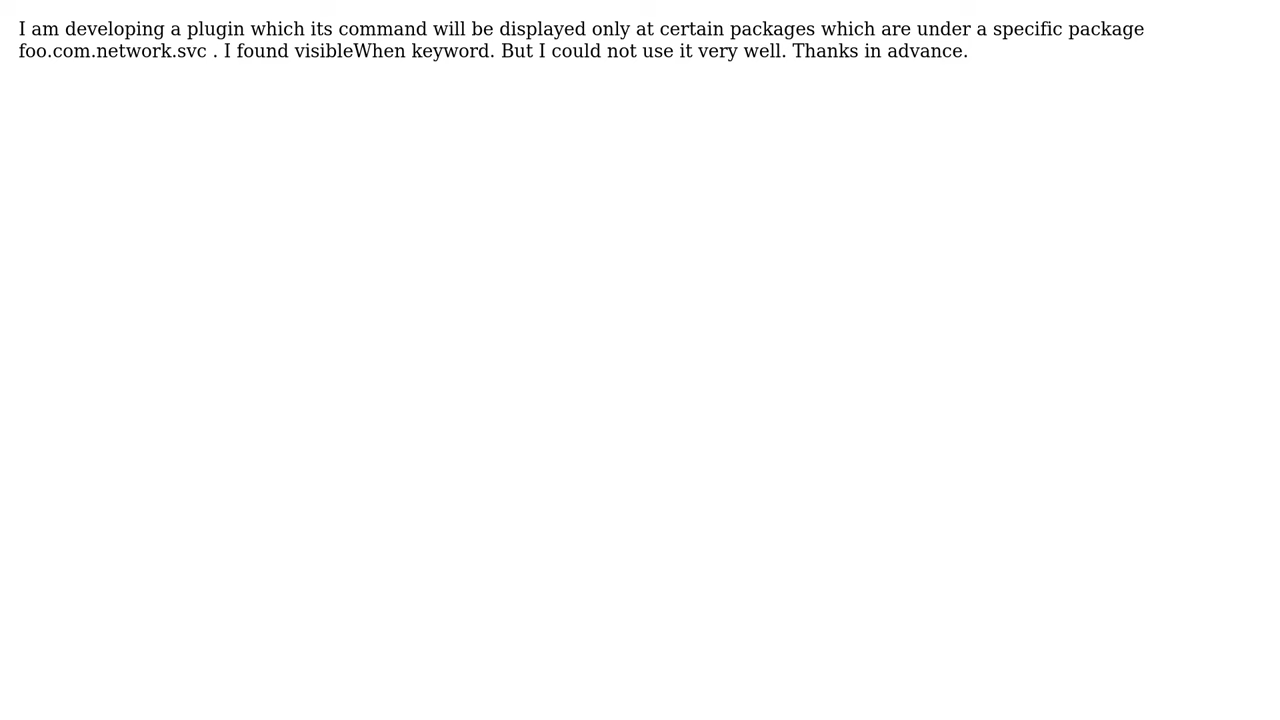 I am developing a plugin which its command will be displayed only at certain packages which are under a specific package
foo.com.network.svc . I found visibleWhen keyword. But I could not use it very well. Thanks in advance.